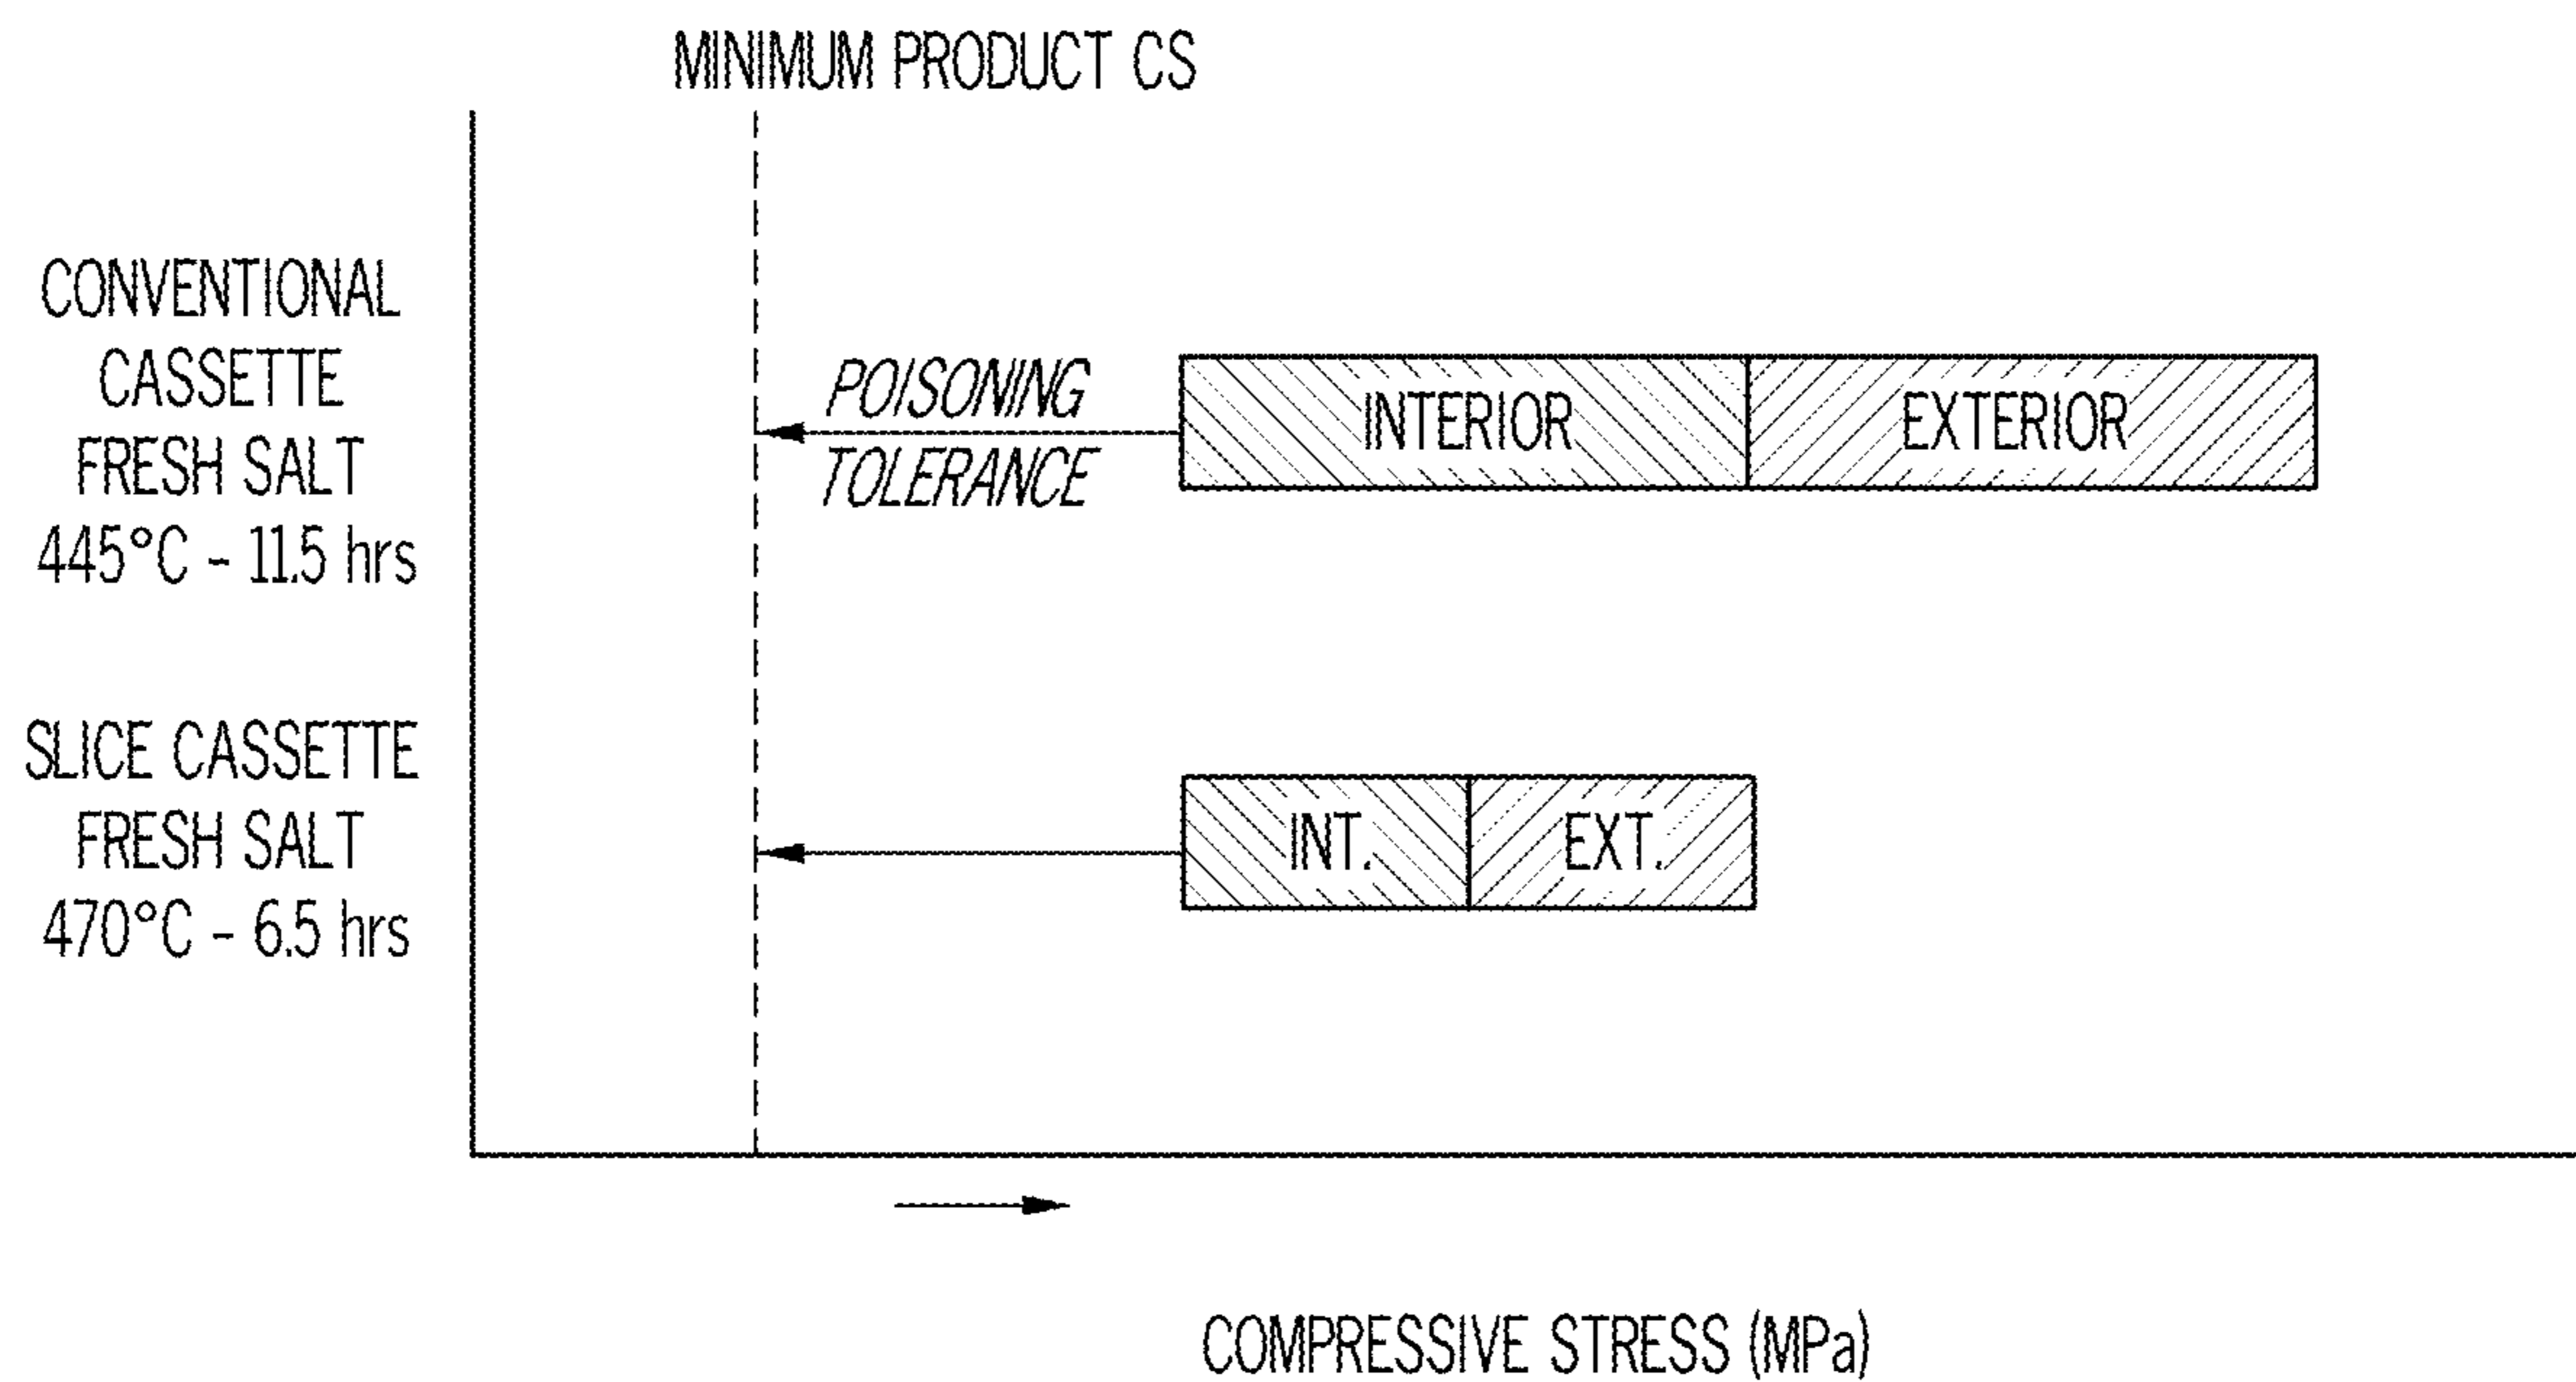 MINIMUM PRODUCT CS
CONVENTIONAL
CASSETTE
FRESH SALT
445°C - 11.5 hrs
POISONING
TOLERANCE
INTERIOR
EXTERIOR
SLICE CASSETTE
FRESH SALT
470°C - 6.5 hrs
INT.
EXT.
COMPRESSIVE STRESS (MPa)